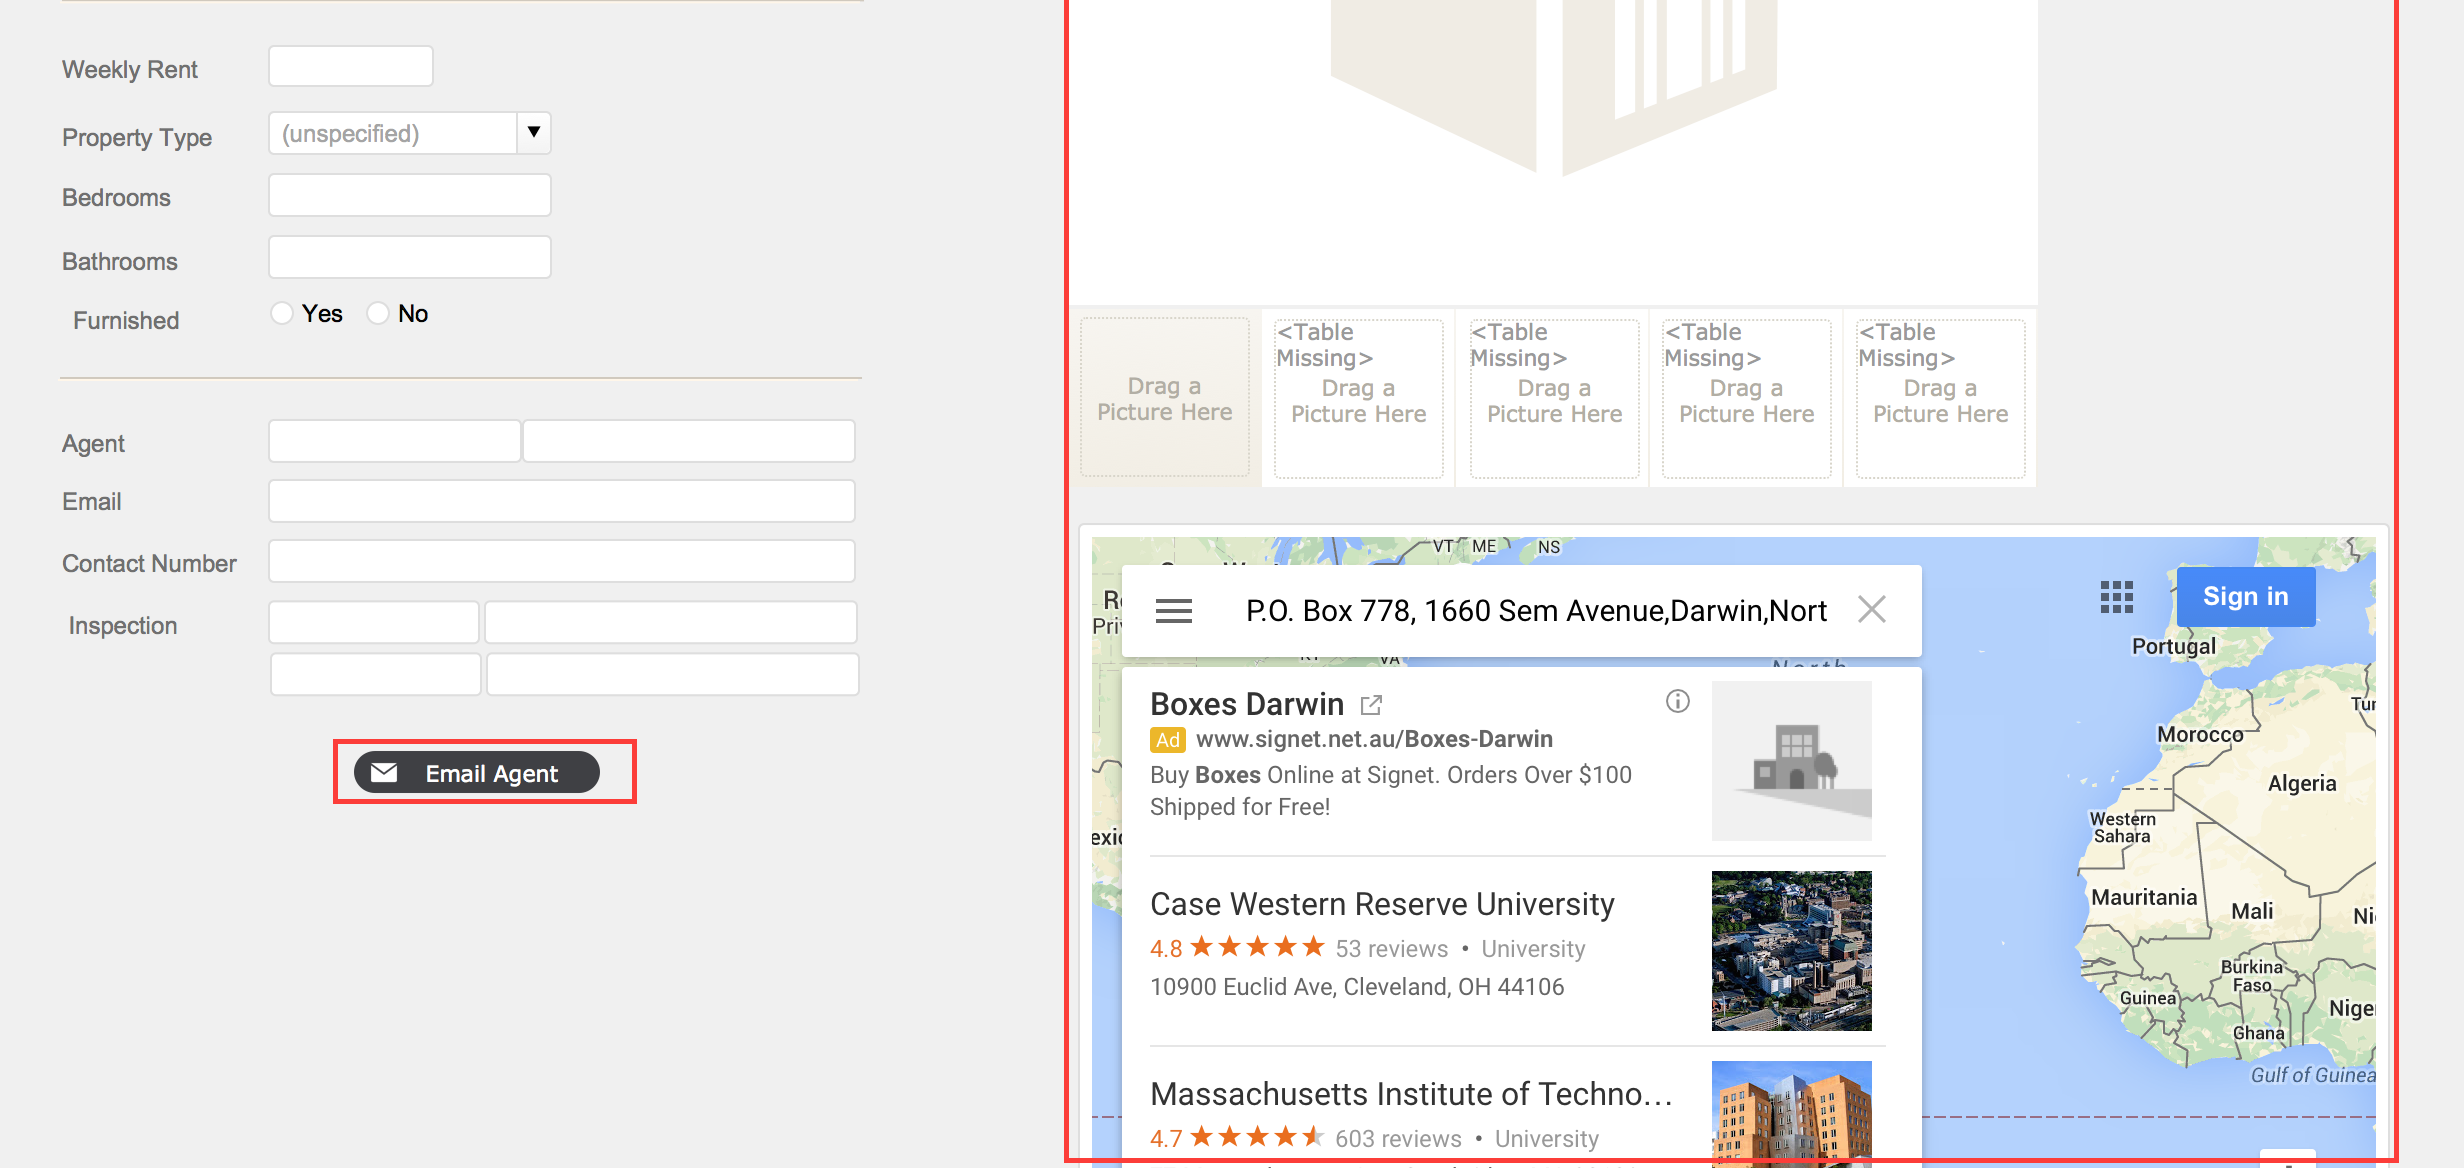 Weekly Rent
Property Type
(unspecified)
Bedrooms
Bathrooms
Furnished
Yes
No
Agent
Email
Contact Number
Inspection
Email Agent
Drag a
Picture Here
<Table
Missing>
Drag a
Picture Here
<Table
Missing>
Drag a
Picture Here
<Table
Missing>
Drag a
Picture Here
<Table
Missing>
Drag a
Picture Here
VT
ME
NS
P.O. Box 778, 1660 Sem Avenue,Darwin,Nort
Sign in
VA
North
Portugal
Boxes Darwin
Ad www.signet.net.au/Boxes-Darwin
Buy Boxes Online at Signet. Orders Over $100
Shipped for Free!
Case Western Reserve University
4.8 53 reviews • University
10900 Euclid Ave, Cleveland, OH 44106
Massachusetts Institute of Techno...
4.7 603 reviews • University
Tur
Morocco
Algeria
Western
Sahara
Mauritania
Mali
Ni
Burkina
Faso
Guinea
Nige
Ghana
Gulf of Guinea